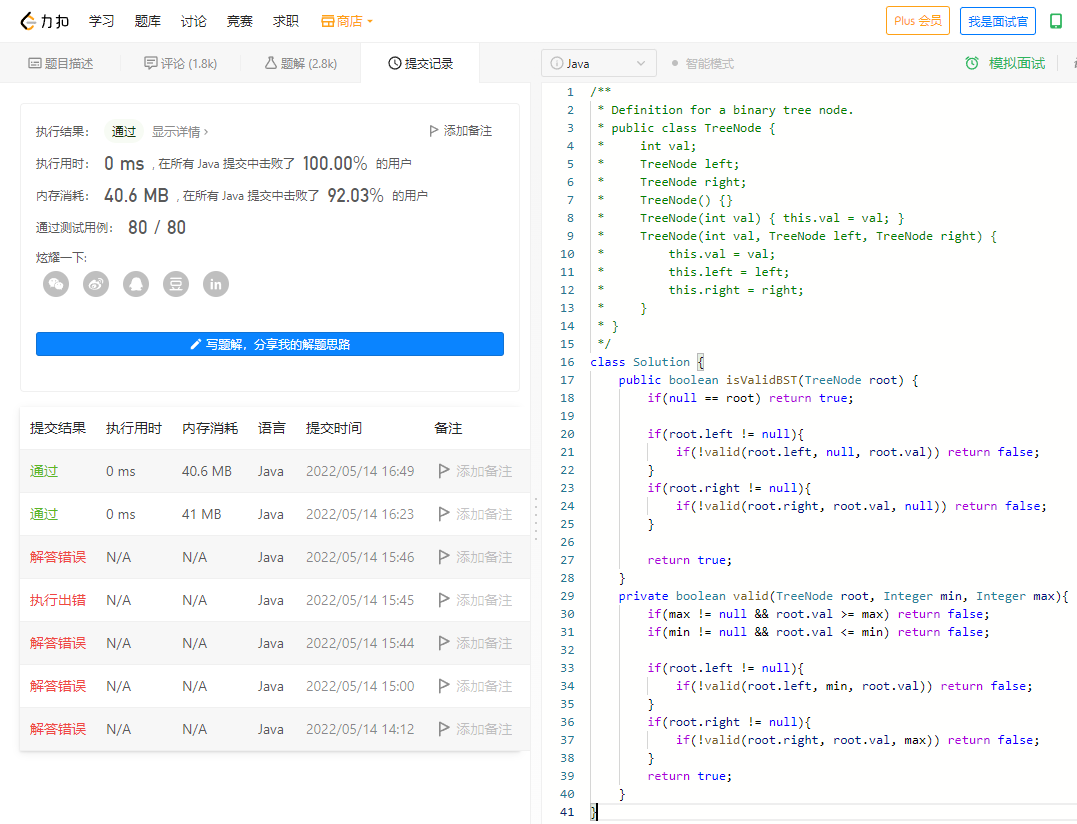 力扣 学习 题库 讨论 竞赛 求职 商店 Plus 会员 我是面试官
题目描述 评论 (1.8k) 题解 (2.8k) 提交记录
执行结果： 通过 显示详情 › 添加备注
执行用时： 0 ms , 在所有 Java 提交中击败了 100.00% 的用户
内存消耗： 40.6 MB , 在所有 Java 提交中击败了 92.03% 的用户
通过测试用例： 80 / 80
炫耀一下:
写题解，分享我的解题思路
提交结果 执行用时 内存消耗 语言 提交时间 备注
通过 0 ms 40.6 MB Java 2022/05/14 16:49 添加备注
通过 0 ms 41 MB Java 2022/05/14 16:23 添加备注
解答错误 N/A N/A Java 2022/05/14 15:46 添加备注
执行出错 N/A N/A Java 2022/05/14 15:45 添加备注
解答错误 N/A N/A Java 2022/05/14 15:44 添加备注
解答错误 N/A N/A Java 2022/05/14 15:00 添加备注
解答错误 N/A N/A Java 2022/05/14 14:12 添加备注
Java 智能模式 模拟面试
1 /**
2  * Definition for a binary tree node.
3  * public class TreeNode {
4  *     int val;
5  *     TreeNode left;
6  *     TreeNode right;
7  *     TreeNode() {}
8  *     TreeNode(int val) { this.val = val; }
9  *     TreeNode(int val, TreeNode left, TreeNode right) {
10  *         this.val = val;
11  *         this.left = left;
12  *         this.right = right;
13  *     }
14  * }
15  */
16 class Solution {
17     public boolean isValidBST(TreeNode root) {
18         if(null == root) return true;
19
20         if(root.left != null){
21             if(!valid(root.left, null, root.val)) return false;
22         }
23         if(root.right != null){
24             if(!valid(root.right, root.val, null)) return false;
25         }
26
27         return true;
28     }
29     private boolean valid(TreeNode root, Integer min, Integer max){
30         if(max != null && root.val >= max) return false;
31         if(min != null && root.val <= min) return false;
32
33         if(root.left != null){
34             if(!valid(root.left, min, root.val)) return false;
35         }
36         if(root.right != null){
37             if(!valid(root.right, root.val, max)) return false;
38         }
39         return true;
40     }
41 }